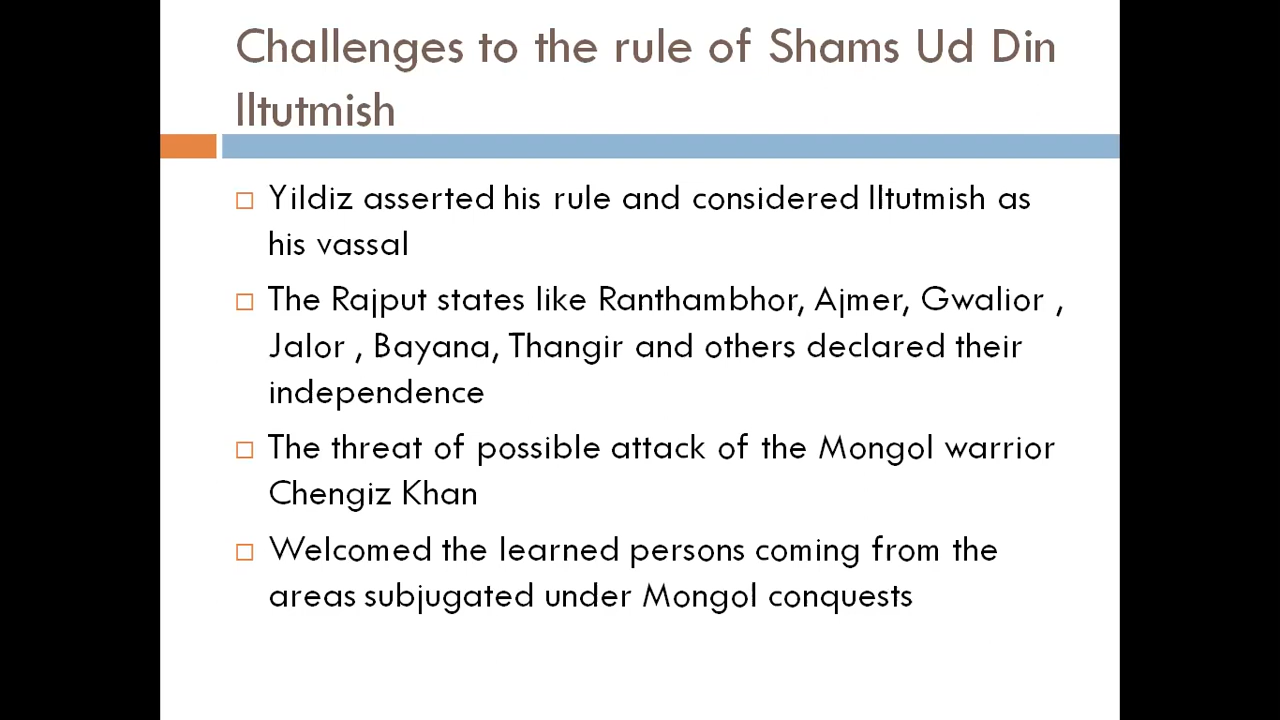 Challenges to the rule of Shams Ud Din
Iltutmish
Yildiz asserted his rule and considered Iltutmish as
his vassal
The Rajput states like Ranthambhor, Ajmer, Gwalior ,
Jalor , Bayana, Thangir and others declared their
independence
The threat of possible attack of the Mongol warrior
Chengiz Khan
Welcomed the learned persons coming from the
areas subjugated under Mongol conquests